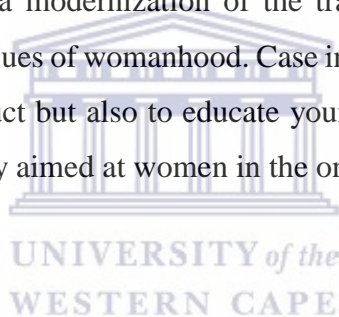 a modernization of the tra
ues of womanhood. Case in
ct but also to educate your
y aimed at women in the or
UNIVERSITY of the
WESTERN CAPE